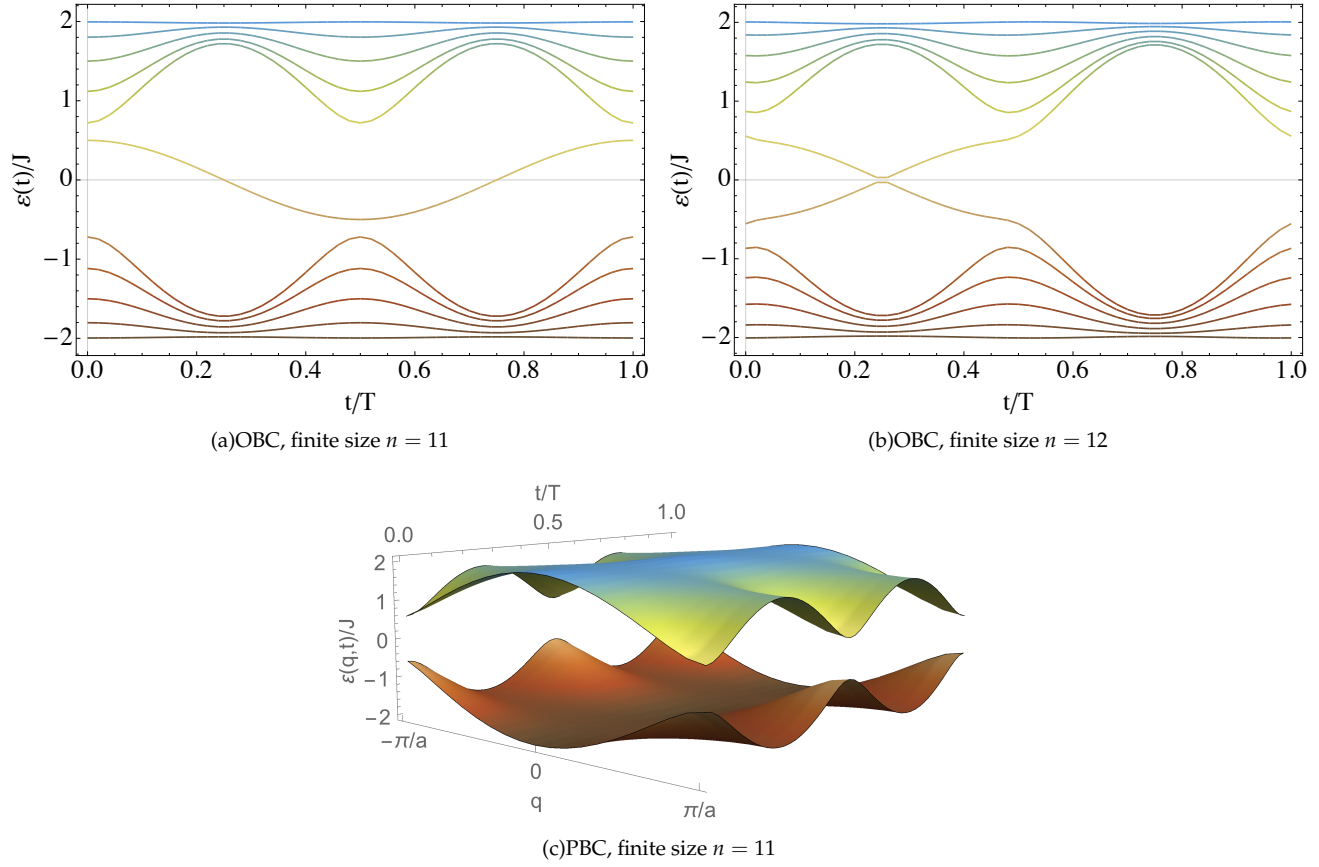 2
1
0
−1
−2
ε(t)/J
0.0 0.2 0.4 0.6 0.8 1.0
t/T
(a)OBC, finite size n = 11
2
1
0
−1
−2
ε(t)/J
0.0 0.2 0.4 0.6 0.8 1.0
t/T
(b)OBC, finite size n = 12
t/T
0.0 0.5 1.0
2
1
0
−1
−2
ε(q,t)/J
−π/a
0
π/a
q
(c)PBC, finite size n = 11